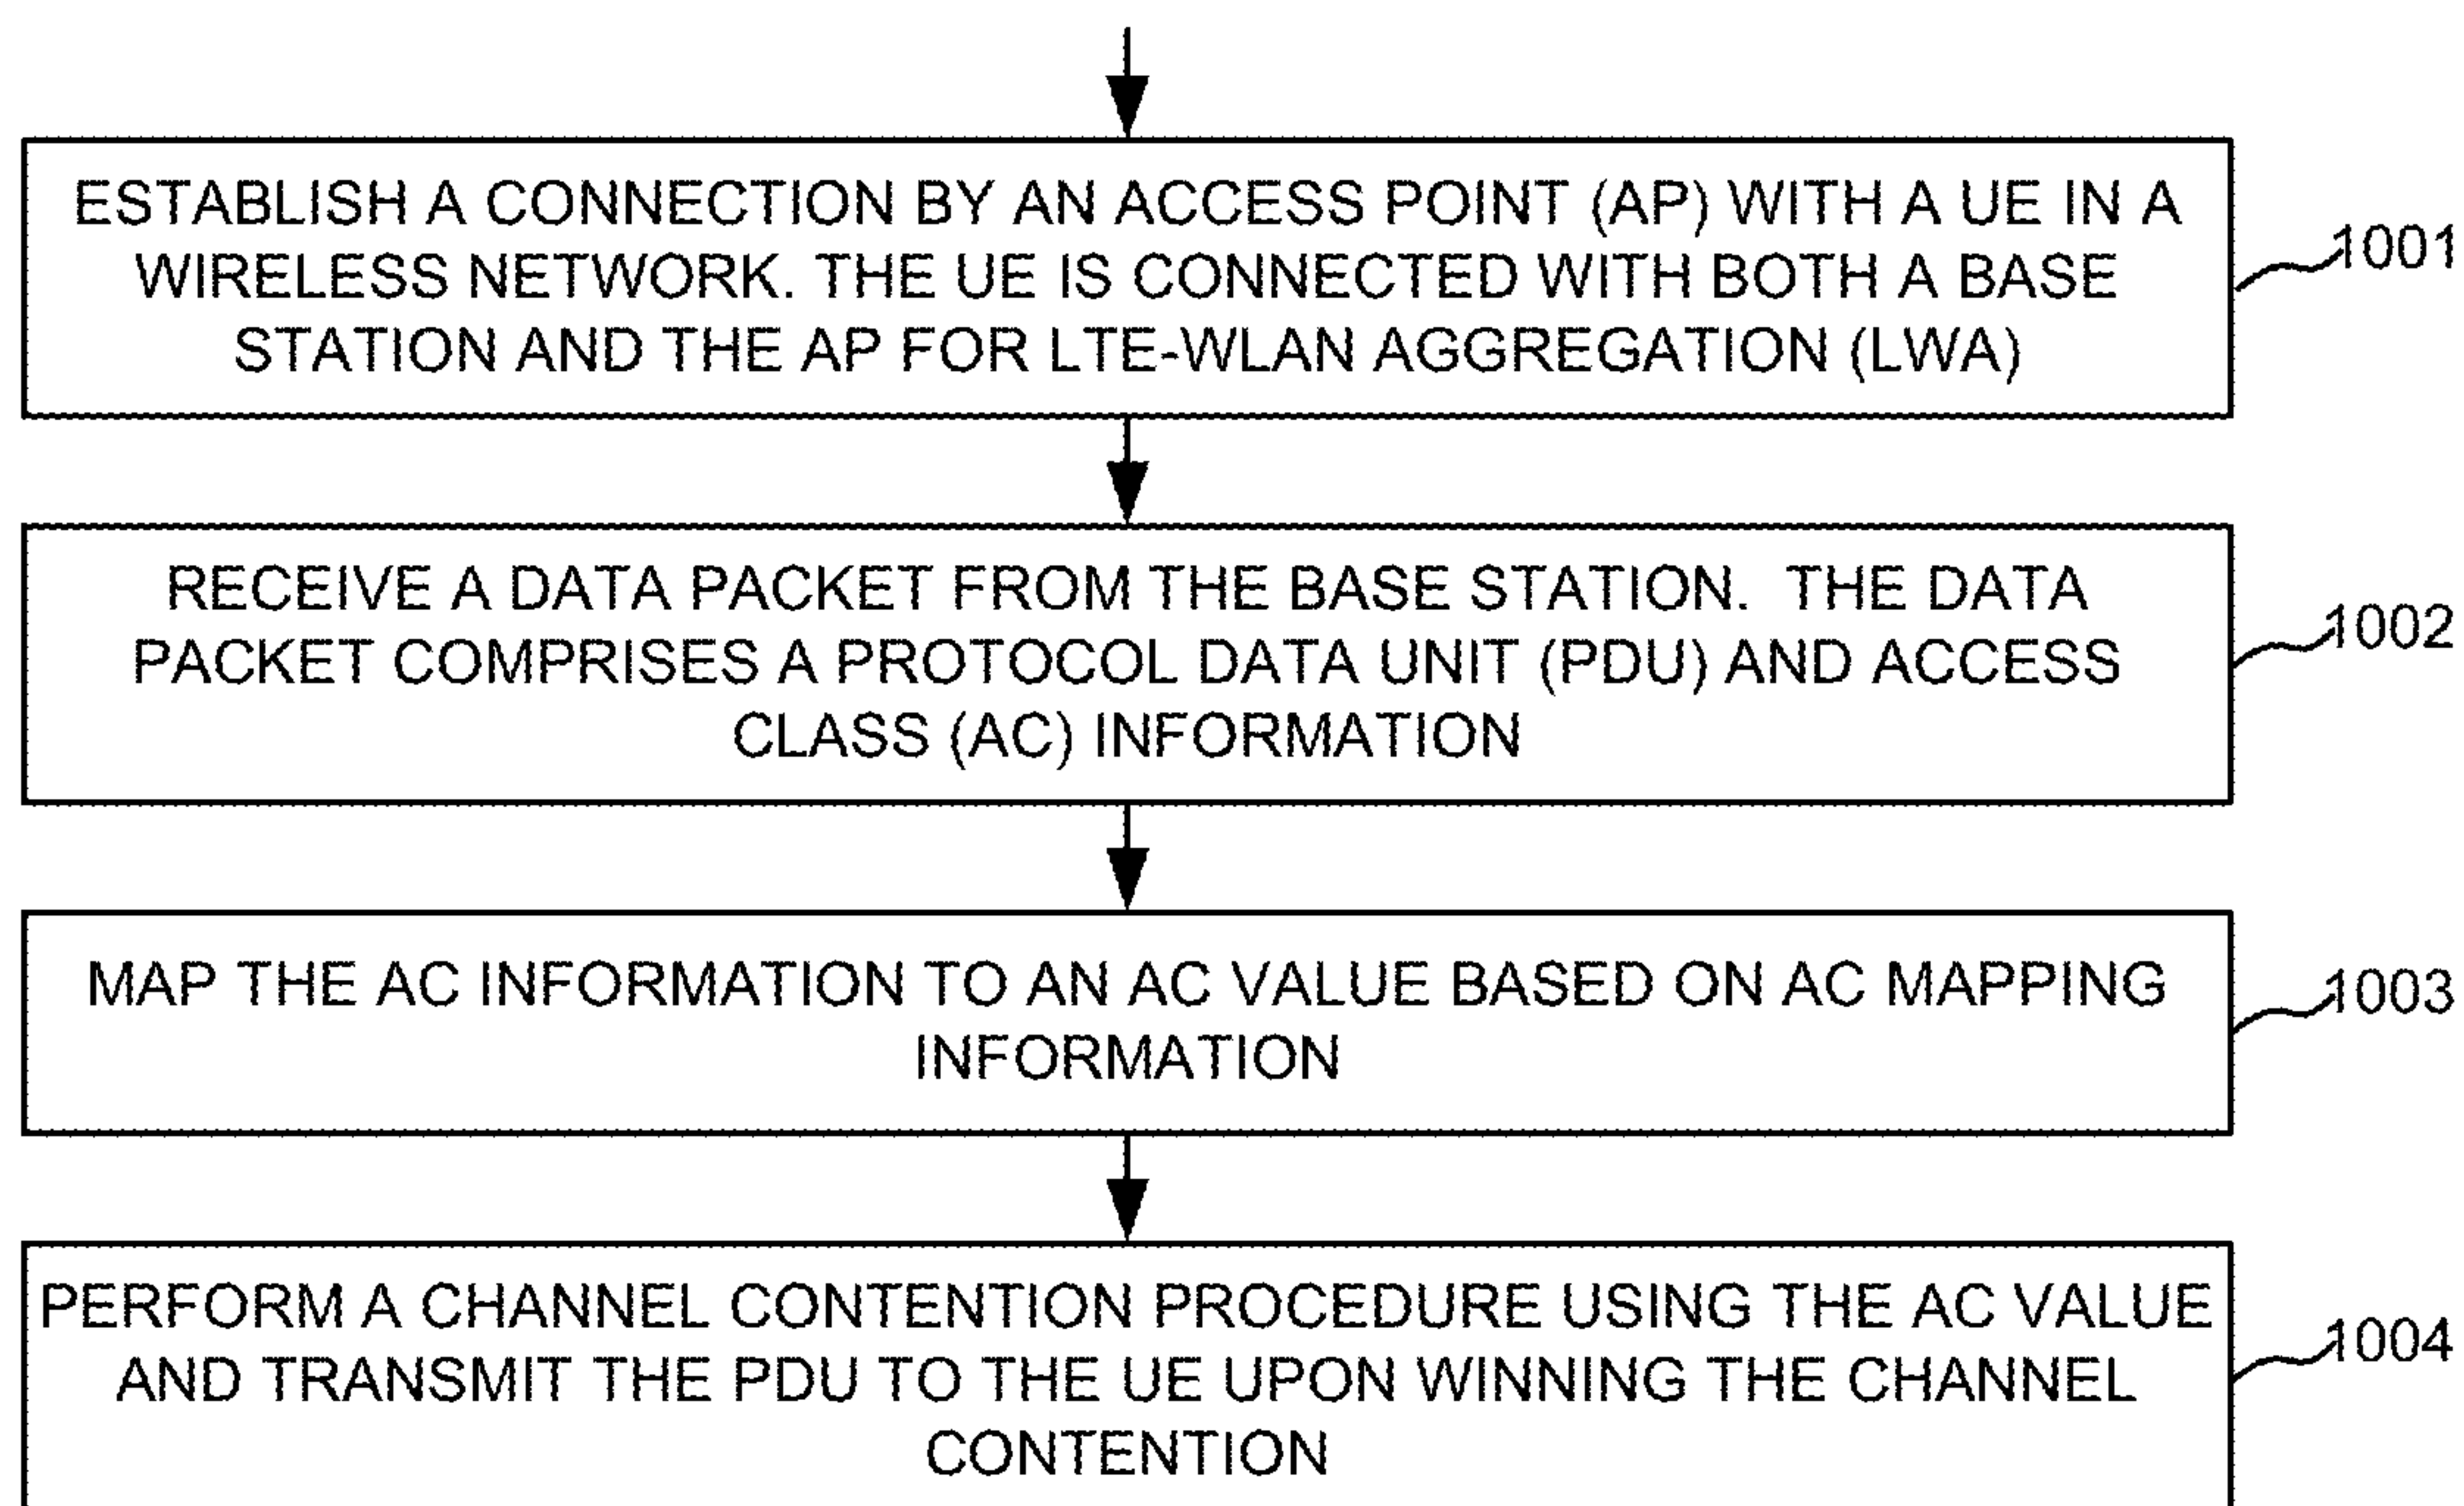 ESTABLISH A CONNECTION BY AN ACCESS POINT (AP) WITH A UE IN A
WIRELESS NETWORK. THE UE IS CONNECTED WITH BOTH A BASE
STATION AND THE AP FOR LTE-WLAN AGGREGATION (LWA)
1001
RECEIVE A DATA PACKET FROM THE BASE STATION. THE DATA
PACKET COMPRISES A PROTOCOL DATA UNIT (PDU) AND ACCESS
CLASS (AC) INFORMATION
1002
MAP THE AC INFORMATION TO AN AC VALUE BASED ON AC MAPPING
INFORMATION
1003
PERFORM A CHANNEL CONTENTION PROCEDURE USING THE AC VALUE
AND TRANSMIT THE PDU TO THE UE UPON WINNING THE CHANNEL
CONTENTION
1004